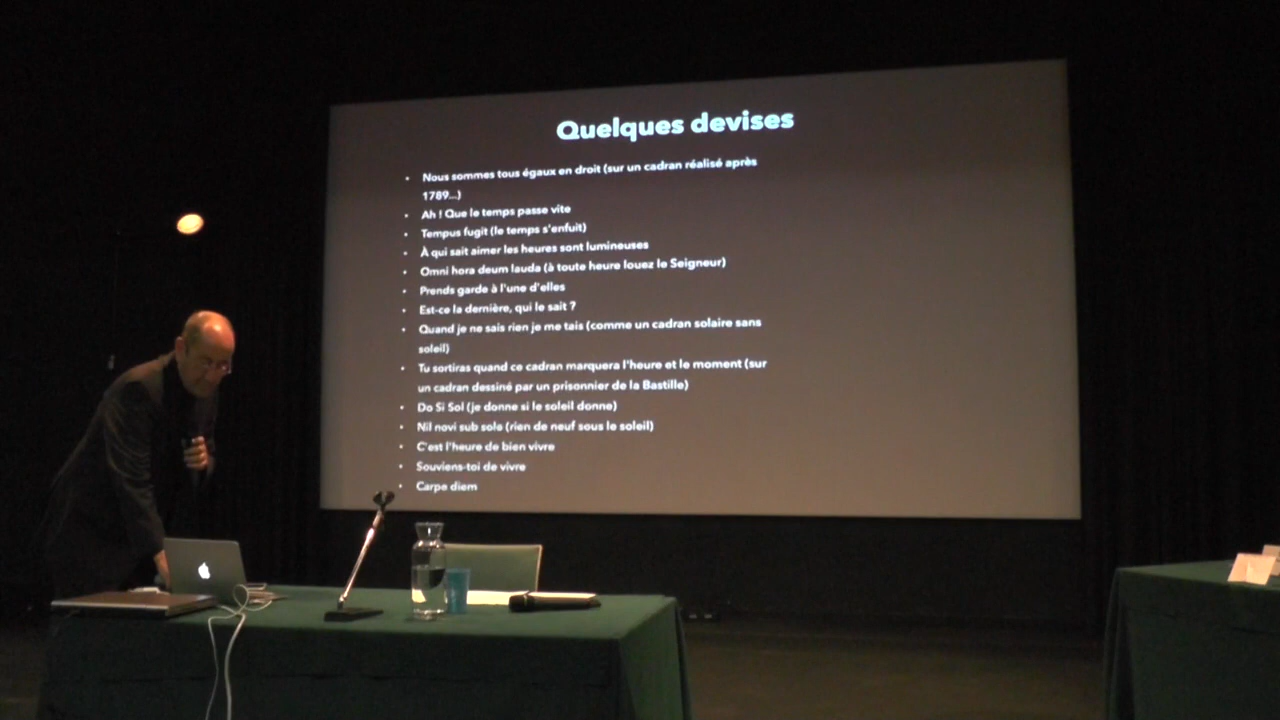 Quelques devises
• Nous sommes tous égaux en droit (sur un cadran réalisé après
1789...)
• Ah ! Que le temps passe vite
• Tempus fugit (le temps s'enfuit)
• À qui sait aimer les heures sont lumineuses
• Omni hora deum lauda (à toute heure louez le Seigneur)
• Prends garde à l'une d'elles
• Est-ce la dernière, qui le sait ?
• Quand je ne sais rien je me tais (comme un cadran solaire sans
soleil)
• Tu sortiras quand ce cadran marquera l'heure et le moment (sur
un cadran dessiné par un prisonnier de la Bastille)
• Do Si Sol (je donne si le soleil donne)
• Nil novi sub sole (rien de neuf sous le soleil)
• C'est l'heure de bien vivre
• Souviens-toi de vivre
• Carpe diem